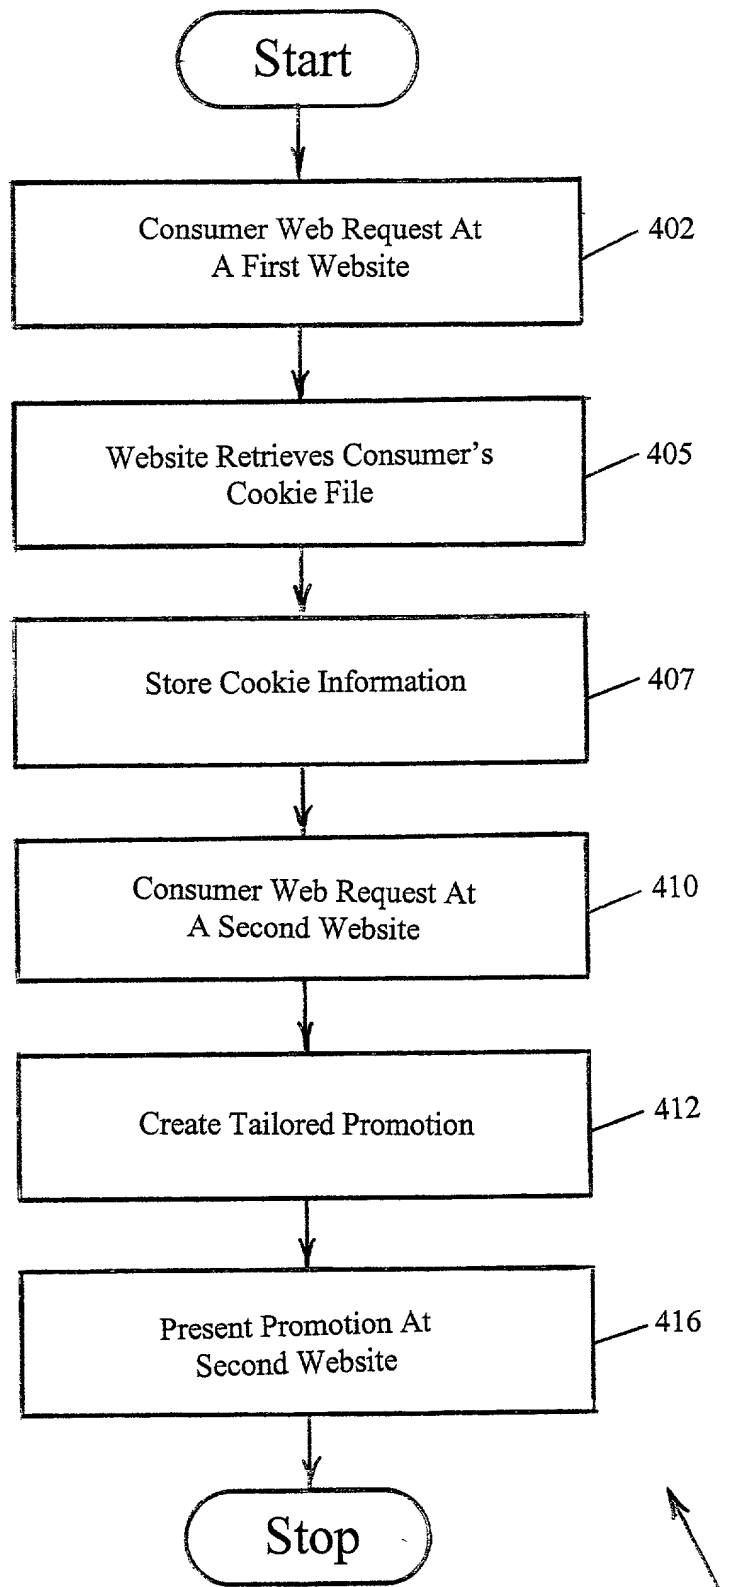 Start
Consumer Web Request At
A First Website
402
Website Retrieves Consumer's
Cookie File
405
Store Cookie Information
407
Consumer Web Request At
A Second Website
410
Create Tailored Promotion
412
Present Promotion At
Second Website
416
Stop